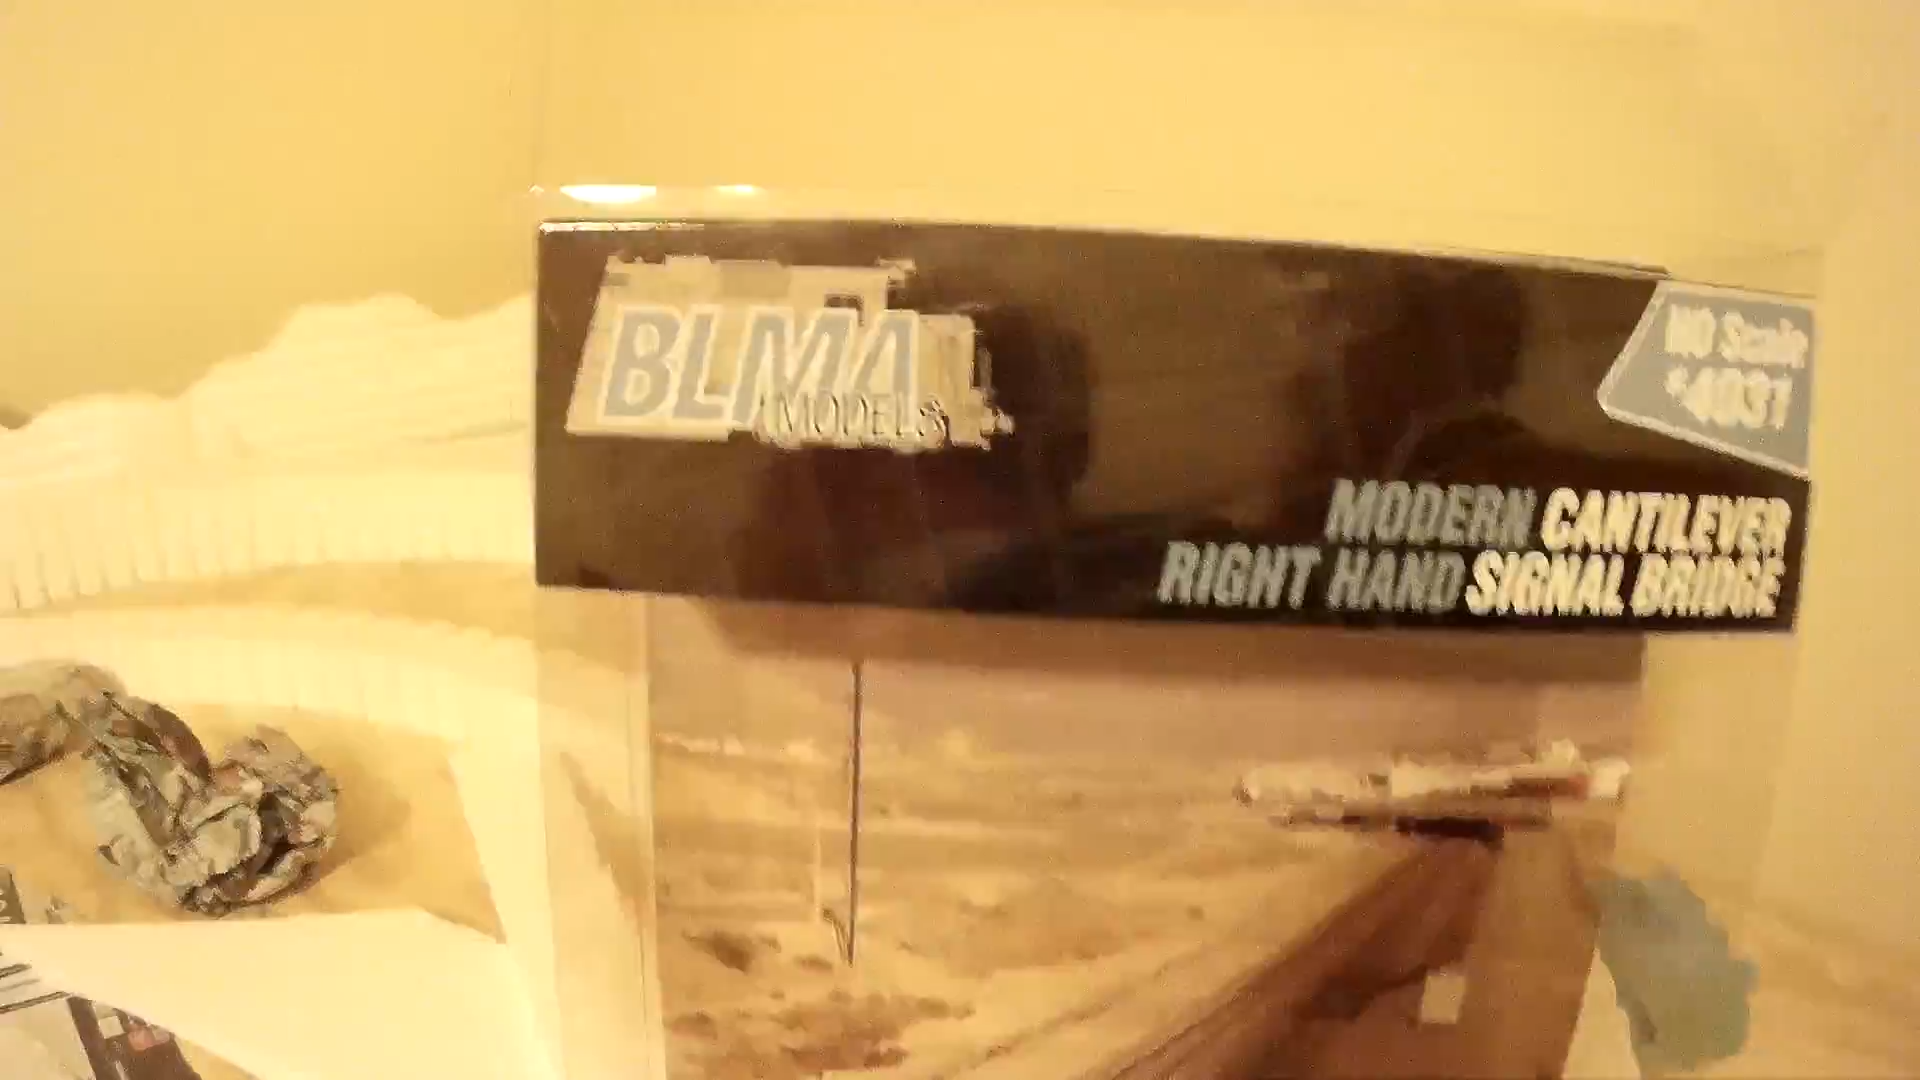 BLMA
MODELS
HO Scale
#4031
MODERN CANTILEVER
RIGHT HAND SIGNAL BRIDGE